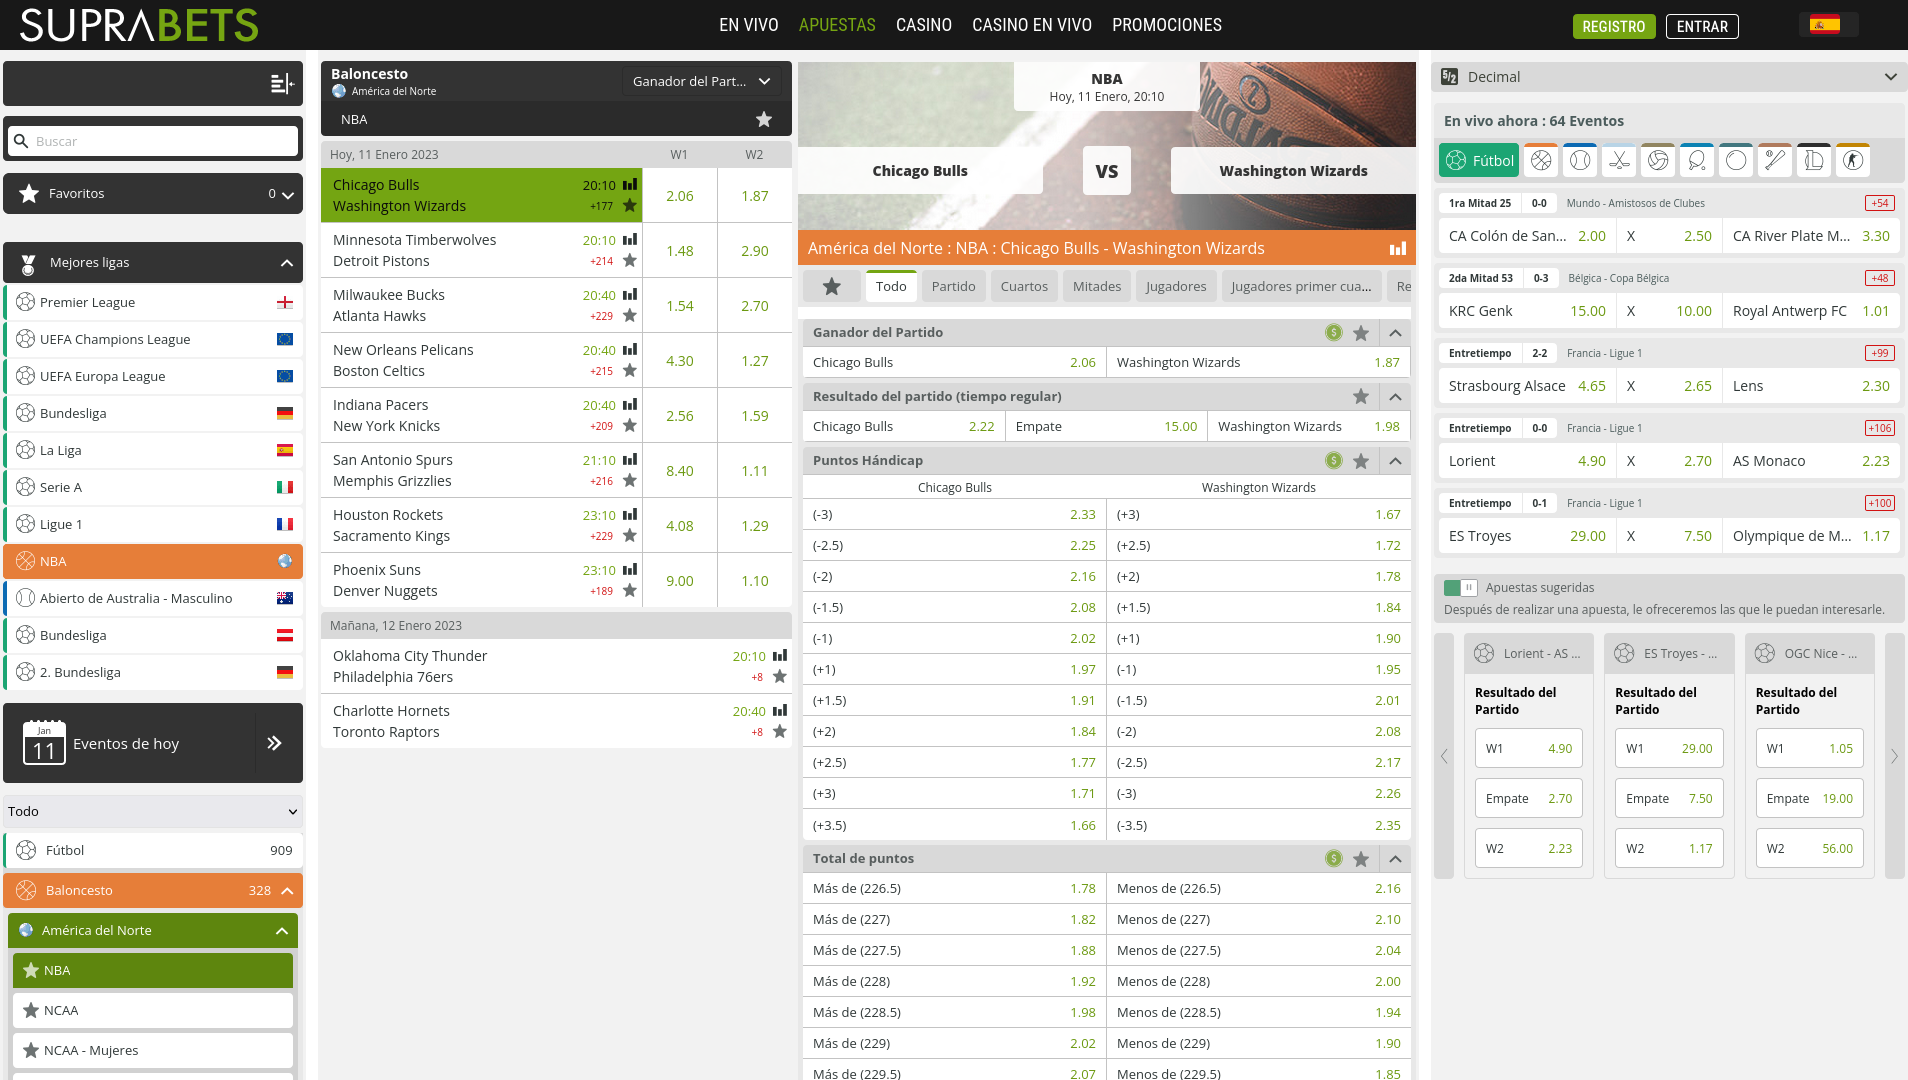 SUPRABETS
EN VIVO APUESTAS CASINO CASINO EN VIVO PROMOCIONES
REGISTRO ENTRAR
Buscar
Favoritos 0
Mejores ligas
Premier League
UEFA Champions League
UEFA Europa League
Bundesliga
La Liga
Serie A
Ligue 1
NBA
Abierto de Australia - Masculino
Bundesliga
2. Bundesliga
Jan
11
Eventos de hoy
Todo
Fútbol 909
Baloncesto 328
América del Norte
NBA
NCAA
NCAA - Mujeres
Baloncesto
América del Norte
Ganador del Part...
NBA
Hoy, 11 Enero 2023 W1 W2
Chicago Bulls 20:10
Washington Wizards +177
2.06 1.87
Minnesota Timberwolves 20:10
Detroit Pistons +214
1.48 2.90
Milwaukee Bucks 20:40
Atlanta Hawks +229
1.54 2.70
New Orleans Pelicans 20:40
Boston Celtics +215
4.30 1.27
Indiana Pacers 20:40
New York Knicks +209
2.56 1.59
San Antonio Spurs 21:10
Memphis Grizzlies +216
8.40 1.11
Houston Rockets 23:10
Sacramento Kings +229
4.08 1.29
Phoenix Suns 23:10
Denver Nuggets +189
9.00 1.10
Mañana, 12 Enero 2023
Oklahoma City Thunder 20:10
Philadelphia 76ers +8
Charlotte Hornets 20:40
Toronto Raptors +8
NBA
Hoy, 11 Enero, 20:10
Chicago Bulls VS Washington Wizards
América del Norte : NBA : Chicago Bulls - Washington Wizards
Todo Partido Cuartos Mitades Jugadores Jugadores primer cua... Re
Ganador del Partido $
Chicago Bulls 2.06 Washington Wizards 1.87
Resultado del partido (tiempo regular)
Chicago Bulls 2.22 Empate 15.00 Washington Wizards 1.98
Puntos Hándicap $
Chicago Bulls Washington Wizards
(-3) 2.33 (+3) 1.67
(-2.5) 2.25 (+2.5) 1.72
(-2) 2.16 (+2) 1.78
(-1.5) 2.08 (+1.5) 1.84
(-1) 2.02 (+1) 1.90
(+1) 1.97 (-1) 1.95
(+1.5) 1.91 (-1.5) 2.01
(+2) 1.84 (-2) 2.08
(+2.5) 1.77 (-2.5) 2.17
(+3) 1.71 (-3) 2.26
(+3.5) 1.66 (-3.5) 2.35
Total de puntos $
Más de (226.5) 1.78 Menos de (226.5) 2.16
Más de (227) 1.82 Menos de (227) 2.10
Más de (227.5) 1.88 Menos de (227.5) 2.04
Más de (228) 1.92 Menos de (228) 2.00
Más de (228.5) 1.98 Menos de (228.5) 1.94
Más de (229) 2.02 Menos de (229) 1.90
Más de (229.5) 2.07 Menos de (229.5) 1.85
5/2 Decimal
En vivo ahora : 64 Eventos
Fútbol
1ra Mitad 25 0-0 Mundo - Amistosos de Clubes +54
CA Colón de San... 2.00 X 2.50 CA River Plate M... 3.30
2da Mitad 53 0-3 Bélgica - Copa Bélgica +48
KRC Genk 15.00 X 10.00 Royal Antwerp FC 1.01
Entretiempo 2-2 Francia - Ligue 1 +99
Strasbourg Alsace 4.65 X 2.65 Lens 2.30
Entretiempo 0-0 Francia - Ligue 1 +106
Lorient 4.90 X 2.70 AS Monaco 2.23
Entretiempo 0-1 Francia - Ligue 1 +100
ES Troyes 29.00 X 7.50 Olympique de M... 1.17
Apuestas sugeridas
Después de realizar una apuesta, le ofreceremos las que le puedan interesarle.
Lorient - AS ...
Resultado del
Partido
W1 4.90
Empate 2.70
W2 2.23
ES Troyes - ...
Resultado del
Partido
W1 29.00
Empate 7.50
W2 1.17
OGC Nice - ...
Resultado del
Partido
W1 1.05
Empate 19.00
W2 56.00